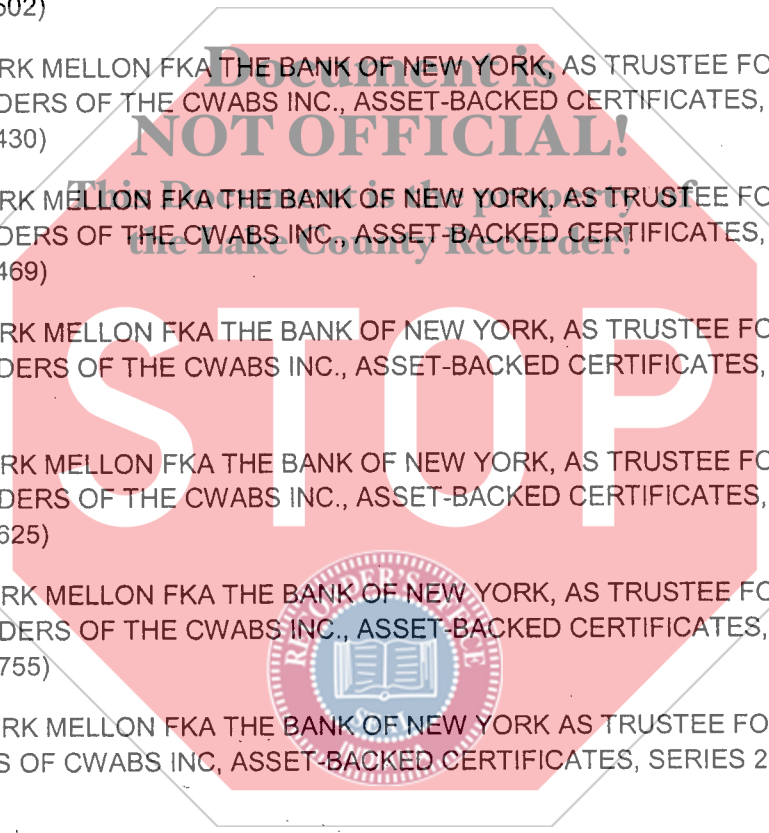 502)
Document is
RK MELLON FKA THE BANK OF NEW YORK, AS TRUSTEE FO
DERS OF THE CWABS INC., ASSET-BACKED CERTIFICATES,
NOT OFFICIAL!
430)
This Document is the property of
RK MELLON FKA THE BANK OF NEW YORK, AS TRUSTEE FO
the Lake County Recorder!
DERS OF THE CWABS INC., ASSET-BACKED CERTIFICATES,
469)
STOP
RK MELLON FKA THE BANK OF NEW YORK, AS TRUSTEE FO
DERS OF THE CWABS INC., ASSET-BACKED CERTIFICATES,
RK MELLON FKA THE BANK OF NEW YORK, AS TRUSTEE FO
DERS OF THE CWABS INC., ASSET-BACKED CERTIFICATES,
625)
RECORDER'S OFFICE
RK MELLON FKA THE BANK OF NEW YORK, AS TRUSTEE FO
DERS OF THE CWABS INC., ASSET-BACKED CERTIFICATES,
755)
SEAL
RK MELLON FKA THE BANK OF NEW YORK AS TRUSTEE FO
INDIANA
S OF CWABS INC, ASSET-BACKED CERTIFICATES, SERIES 2